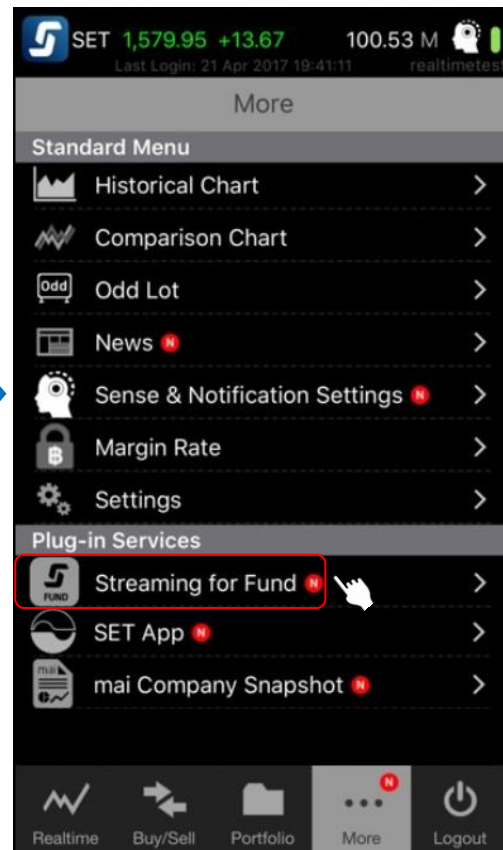 SET 1,579.95 +13.67 100.53 M
Last Login: 21 Apr 2017 19:41:11 realtimetes
More
Standard Menu
Historical Chart
Comparison Chart
Odd Odd Lot
News N
Sense & Notification Settings N
฿ Margin Rate
Settings
Plug-in Services
FUND Streaming for Fund N
SET App N
mai mai Company Snapshot N
N
Realtime Buy/Sell Portfolio More Logout